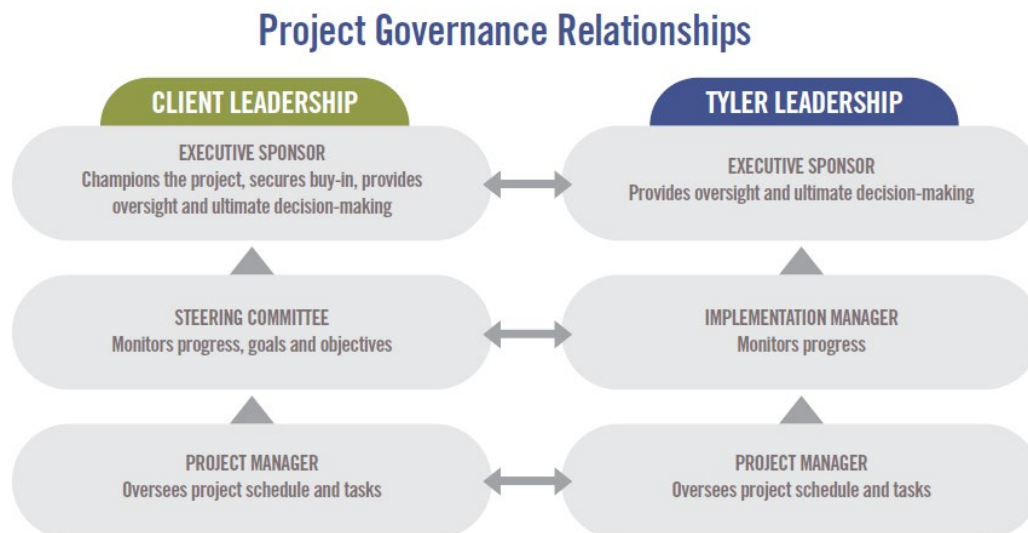 Project Governance Relationships
CLIENT LEADERSHIP
EXECUTIVE SPONSOR
Champions the project, secures buy-in, provides
oversight and ultimate decision-making
STEERING COMMITTEE
Monitors progress, goals and objectives
PROJECT MANAGER
Oversees project schedule and tasks
TYLER LEADERSHIP
EXECUTIVE SPONSOR
Provides oversight and ultimate decision-making
IMPLEMENTATION MANAGER
Monitors progress
PROJECT MANAGER
Oversees project schedule and tasks